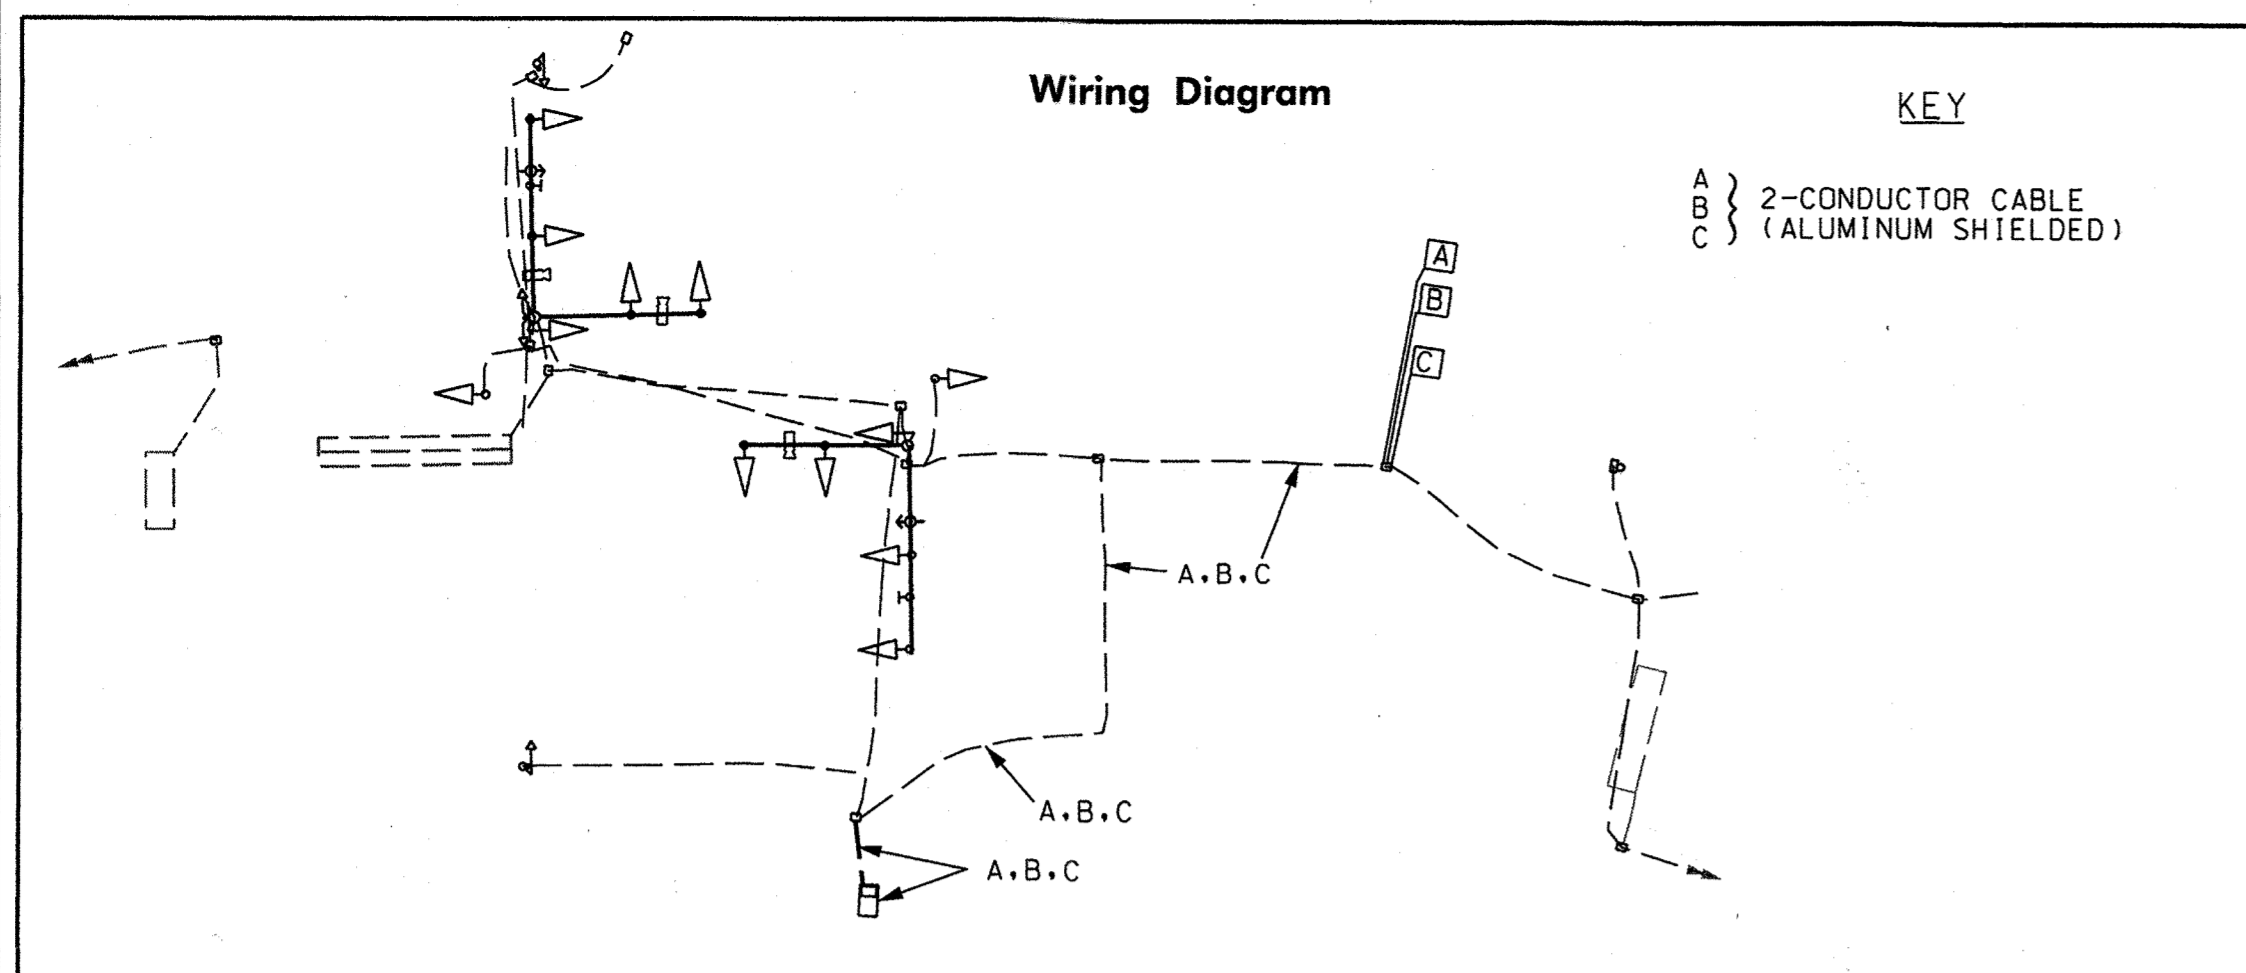 Wiring Diagram
KEY
A
B
C
2-CONDUCTOR CABLE
(ALUMINUM SHIELDED)
A
B
C
A.B.C
A.B.C
A.B.C